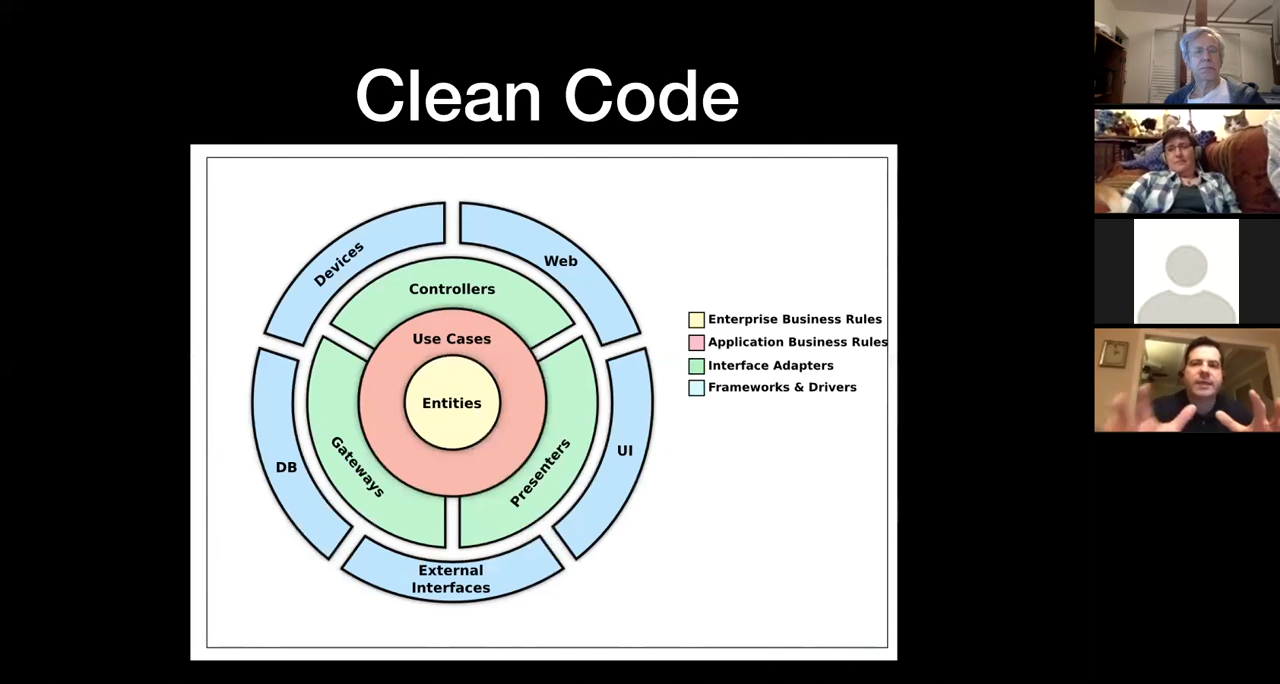 Clean Code
Devices
Web
Controllers
Use Cases
Entities
Gateways
Presenters
DB
UI
External
Interfaces
Enterprise Business Rules
Application Business Rules
Interface Adapters
Frameworks & Drivers